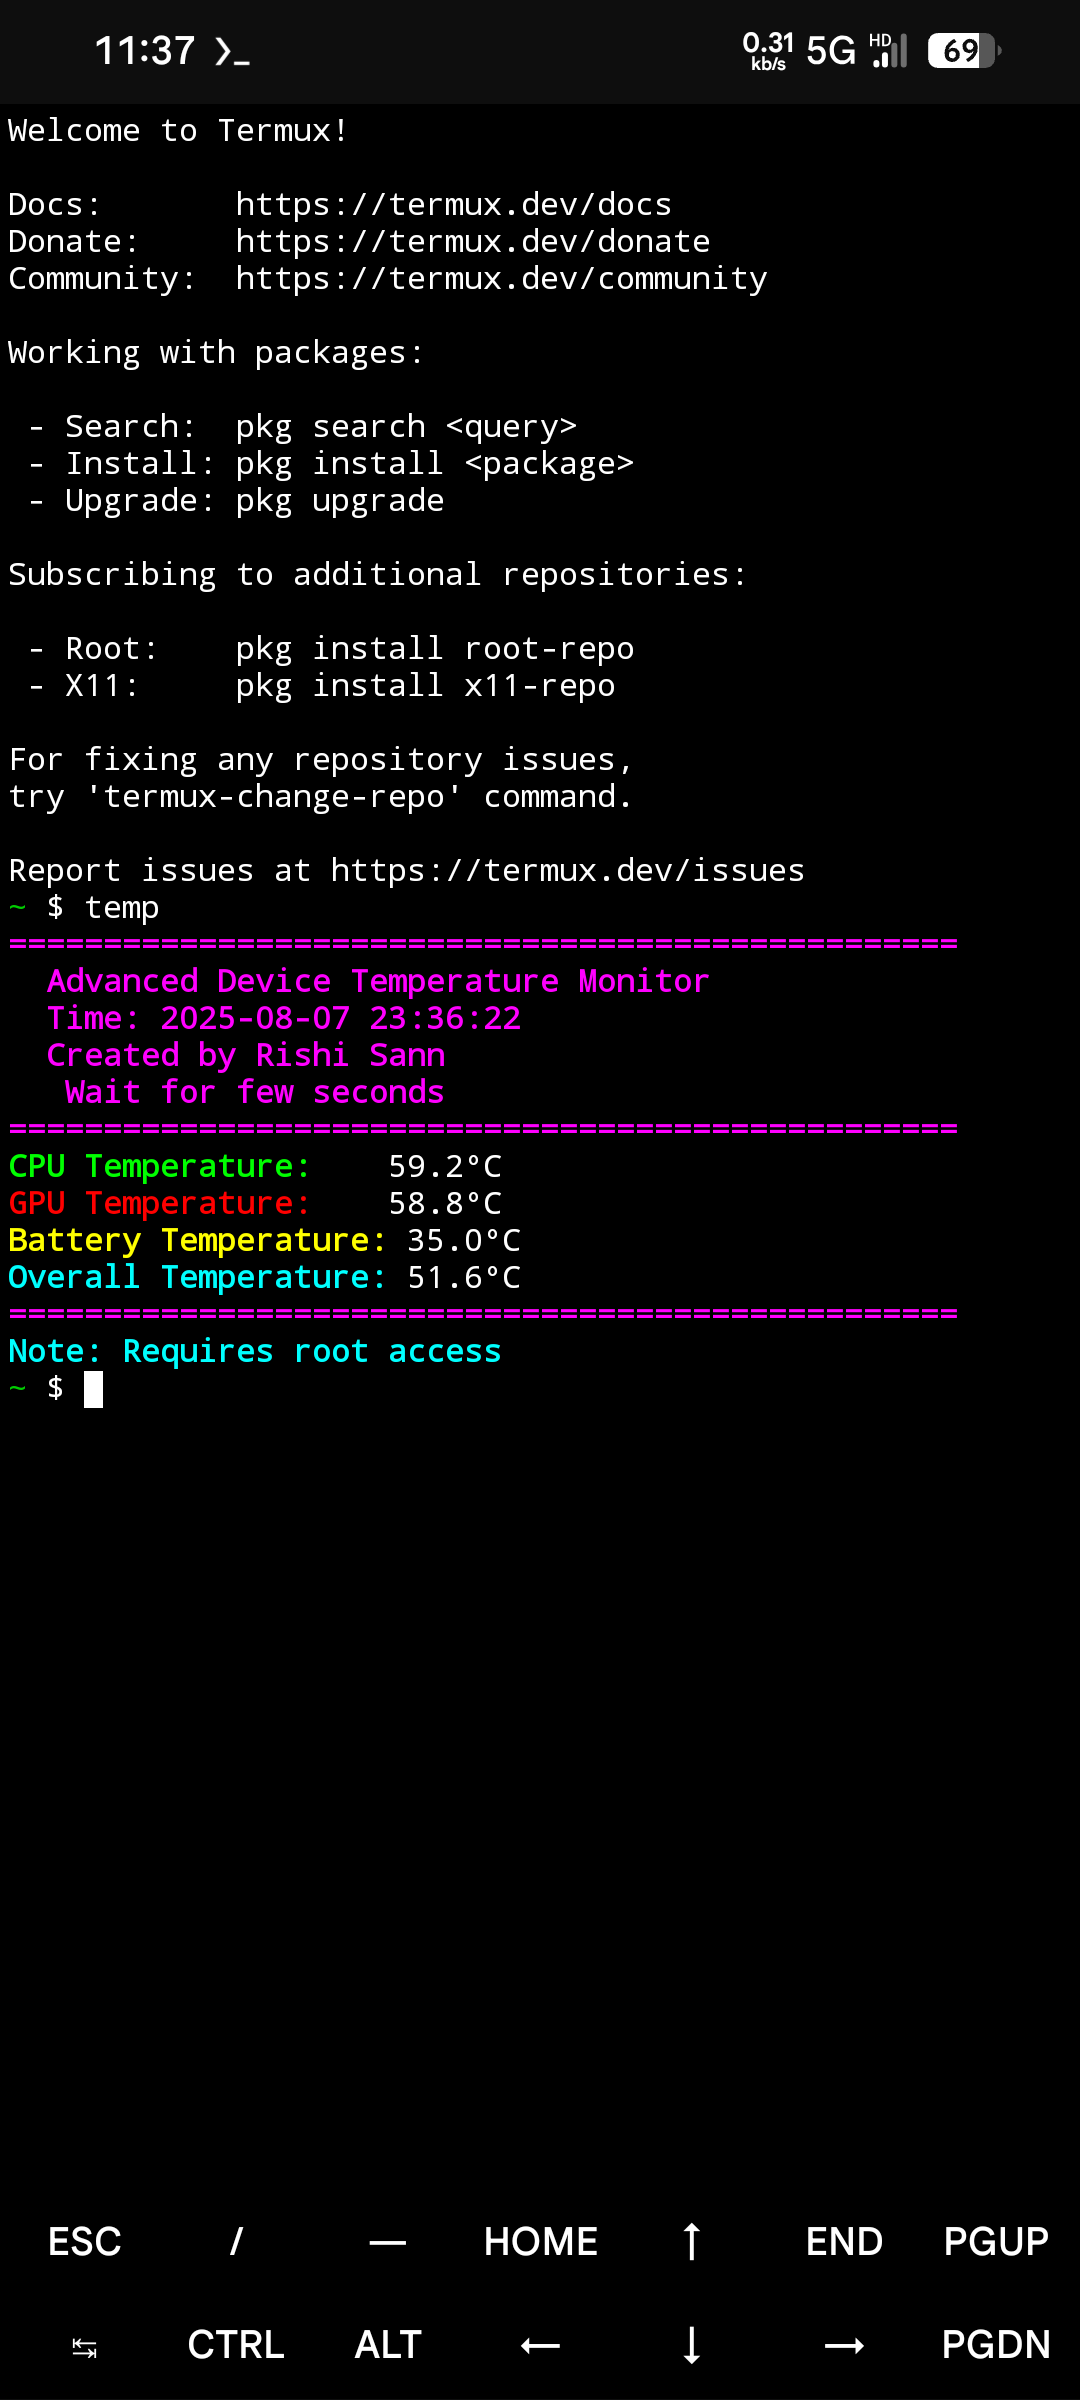 11:37 >_ 0.31 kb/s 5G HD 69
Welcome to Termux!
Docs: https://termux.dev/docs
Donate: https://termux.dev/donate
Community: https://termux.dev/community
Working with packages:
- Search: pkg search <query>
- Install: pkg install <package>
- Upgrade: pkg upgrade
Subscribing to additional repositories:
- Root: pkg install root-repo
- X11: pkg install x11-repo
For fixing any repository issues,
try 'termux-change-repo' command.
Report issues at https://termux.dev/issues
~ $ temp
==================================================
Advanced Device Temperature Monitor
Time: 2025-08-07 23:36:22
Created by Rishi Sann
Wait for few seconds
==================================================
CPU Temperature: 59.2°C
GPU Temperature: 58.8°C
Battery Temperature: 35.0°C
Overall Temperature: 51.6°C
==================================================
Note: Requires root access
~ $
ESC / — HOME ↑ END PGUP
↹ CTRL ALT ← ↓ → PGDN